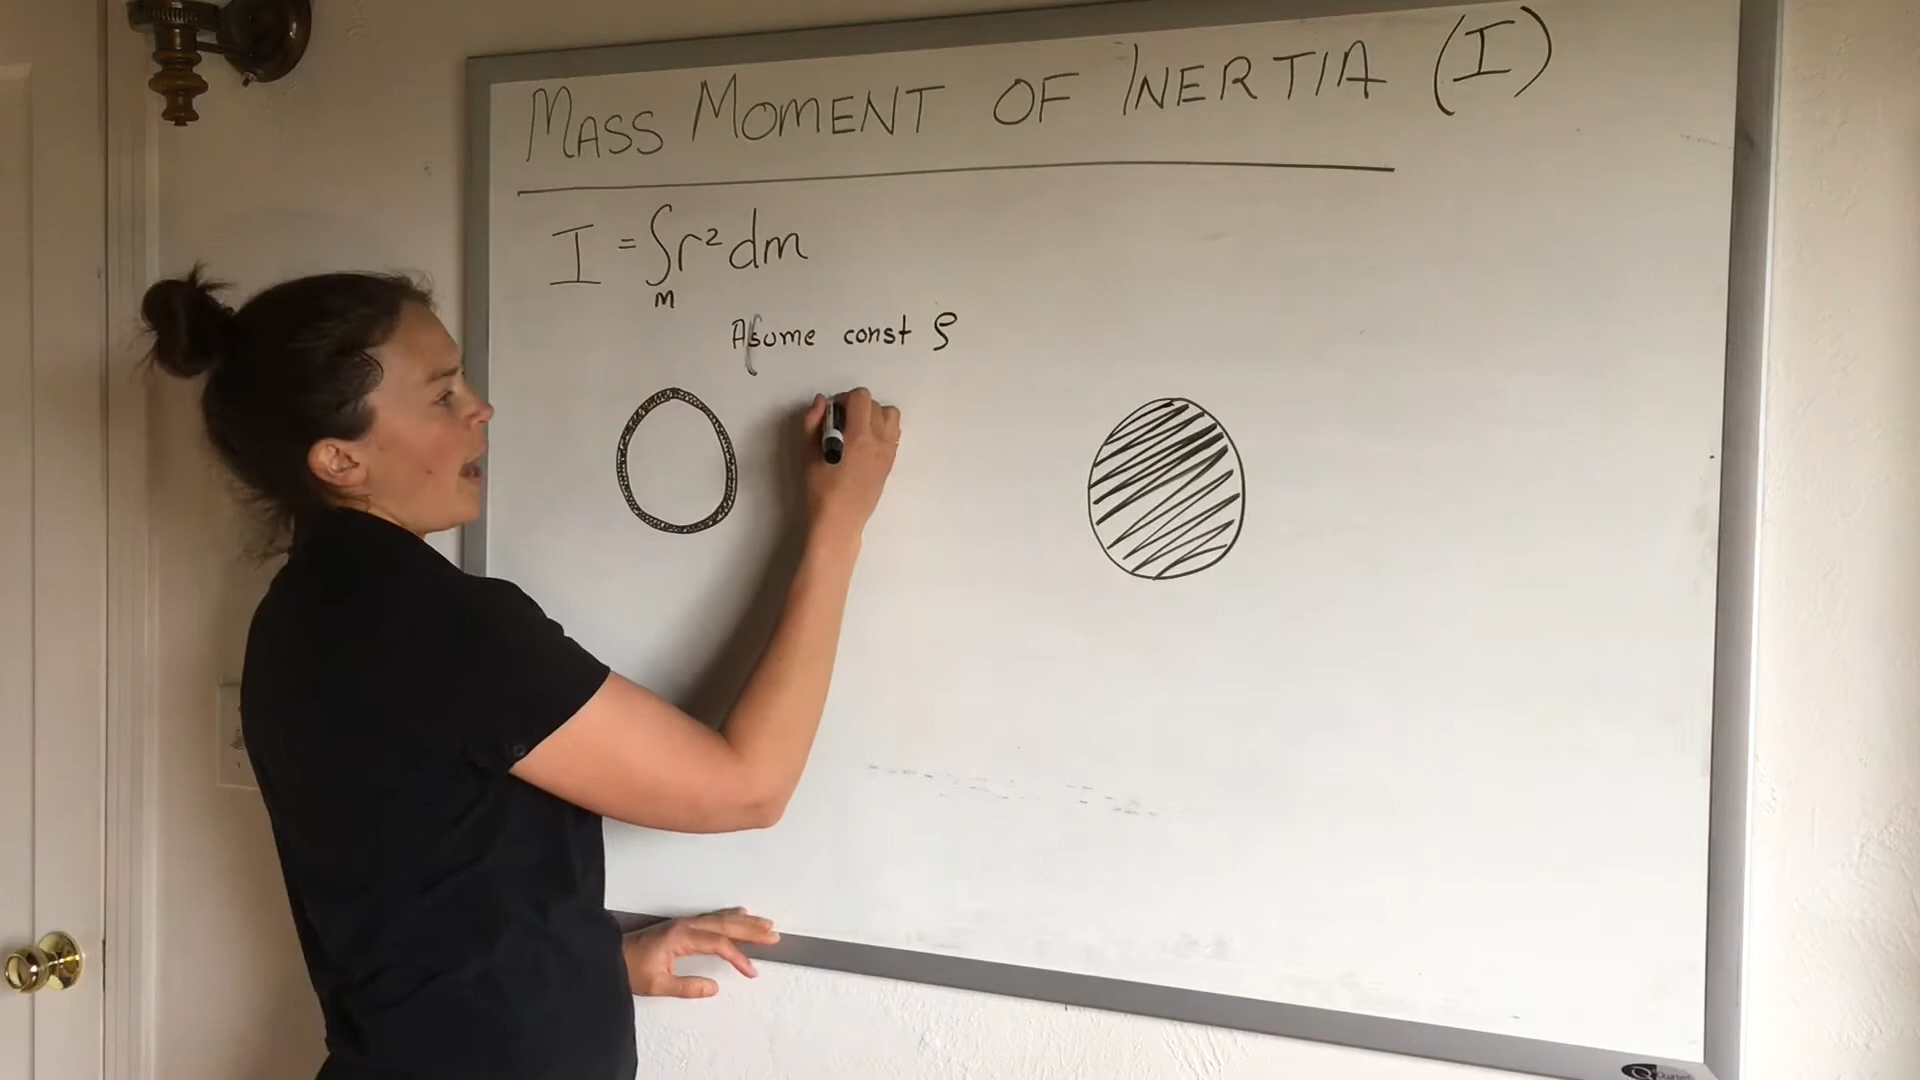 MASS MOMENT OF INERTIA (I)
I = ∫r²dm
M
Assume const ρ